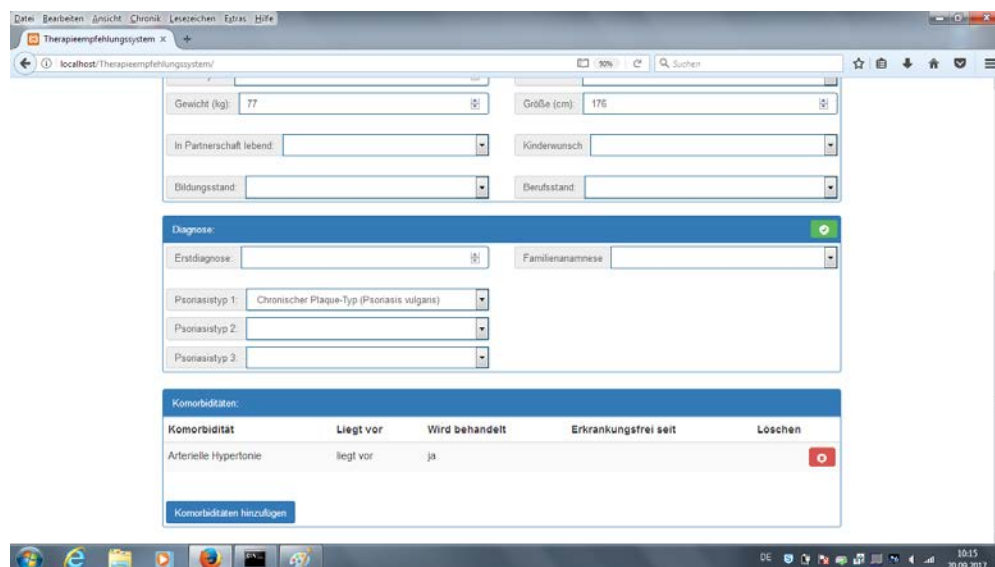 Datei Bearbeiten Ansicht Chronik Lesezeichen Extras Hilfe
Therapieempfehlungssystem × +
localhost/Therapieempfehlungssystem/ 90% Suchen
Gewicht (kg): 77 Größe (cm): 176
In Partnerschaft lebend: Kinderwunsch
Bildungsstand: Berufsstand:
Diagnose:
Erstdiagnose: Familienanamnese
Psoriasistyp 1: Chronischer Plaque-Typ (Psoriasis vulgaris)
Psoriasistyp 2:
Psoriasistyp 3:
Komorbiditäten:
Komorbidität Liegt vor Wird behandelt Erkrankungsfrei seit Löschen
Arterielle Hypertonie liegt vor ja
Komorbiditäten hinzufügen
DE 10:15
20.09.2017